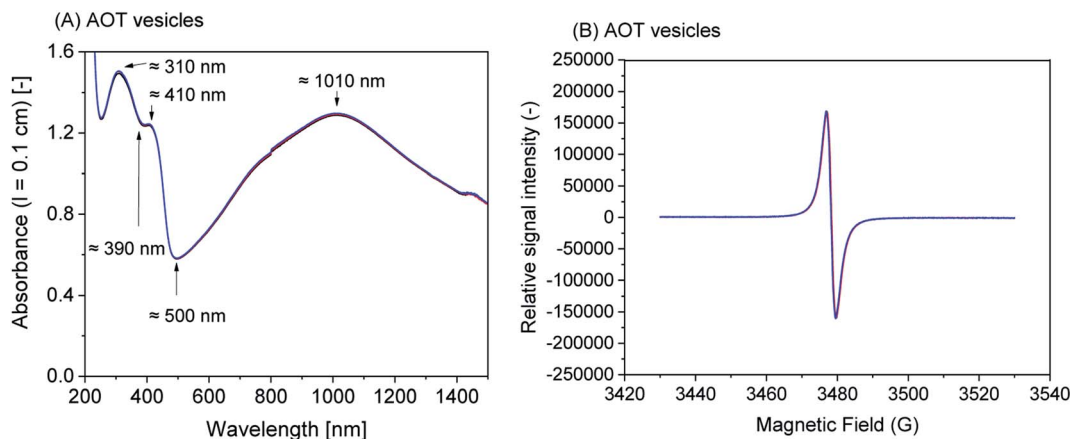 (A) AOT vesicles
Absorbance (l = 0.1 cm) [-]
1.6
1.2
0.8
0.4
0.0
≈ 310 nm
≈ 410 nm
≈ 1010 nm
≈ 390 nm
≈ 500 nm
200 400 600 800 1000 1200 1400
Wavelength [nm]
(B) AOT vesicles
Relative signal intensity (-)
250000
200000
150000
100000
50000
0
-50000
-100000
-150000
-200000
-250000
3420 3440 3460 3480 3500 3520 3540
Magnetic Field (G)